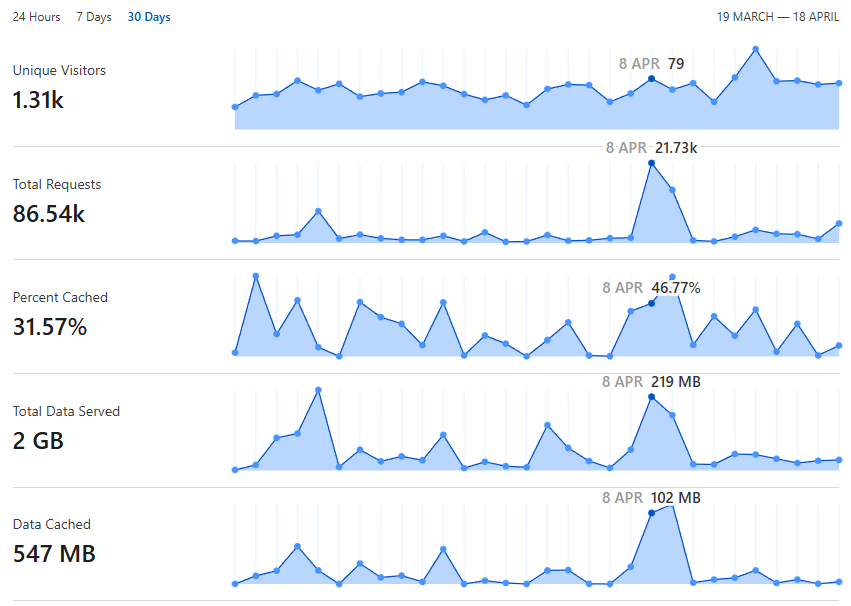 24 Hours 7 Days 30 Days 19 MARCH — 18 APRIL
Unique Visitors
1.31k
8 APR 79
Total Requests
86.54k
8 APR 21.73k
Percent Cached
31.57%
8 APR 46.77%
Total Data Served
2 GB
8 APR 219 MB
Data Cached
547 MB
8 APR 102 MB